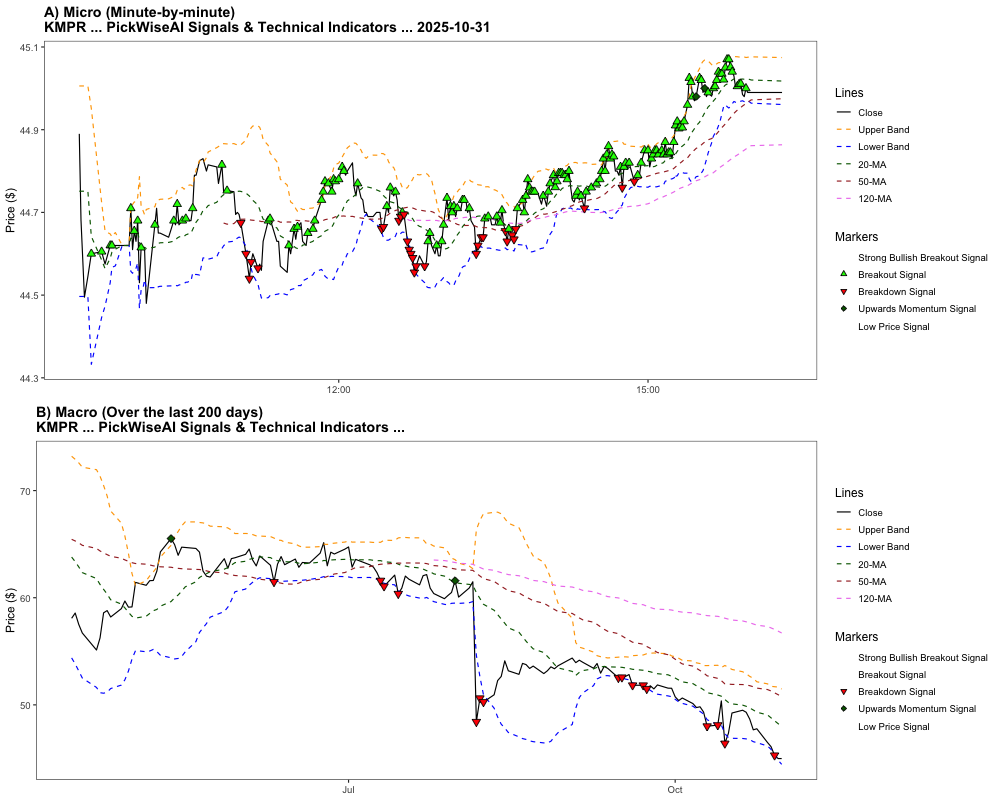 A) Micro (Minute-by-minute)
KMPR ... PickWiseAI Signals & Technical Indicators ... 2025-10-31
45.1
44.9
44.7
44.5
44.3
Price ($)
12:00
15:00
Lines
Close
Upper Band
Lower Band
20-MA
50-MA
120-MA
Markers
Strong Bullish Breakout Signal
Breakout Signal
Breakdown Signal
Upwards Momentum Signal
Low Price Signal
B) Macro (Over the last 200 days)
KMPR ... PickWiseAI Signals & Technical Indicators ...
70
60
50
Price ($)
Jul
Oct
Lines
Close
Upper Band
Lower Band
20-MA
50-MA
120-MA
Markers
Strong Bullish Breakout Signal
Breakout Signal
Breakdown Signal
Upwards Momentum Signal
Low Price Signal